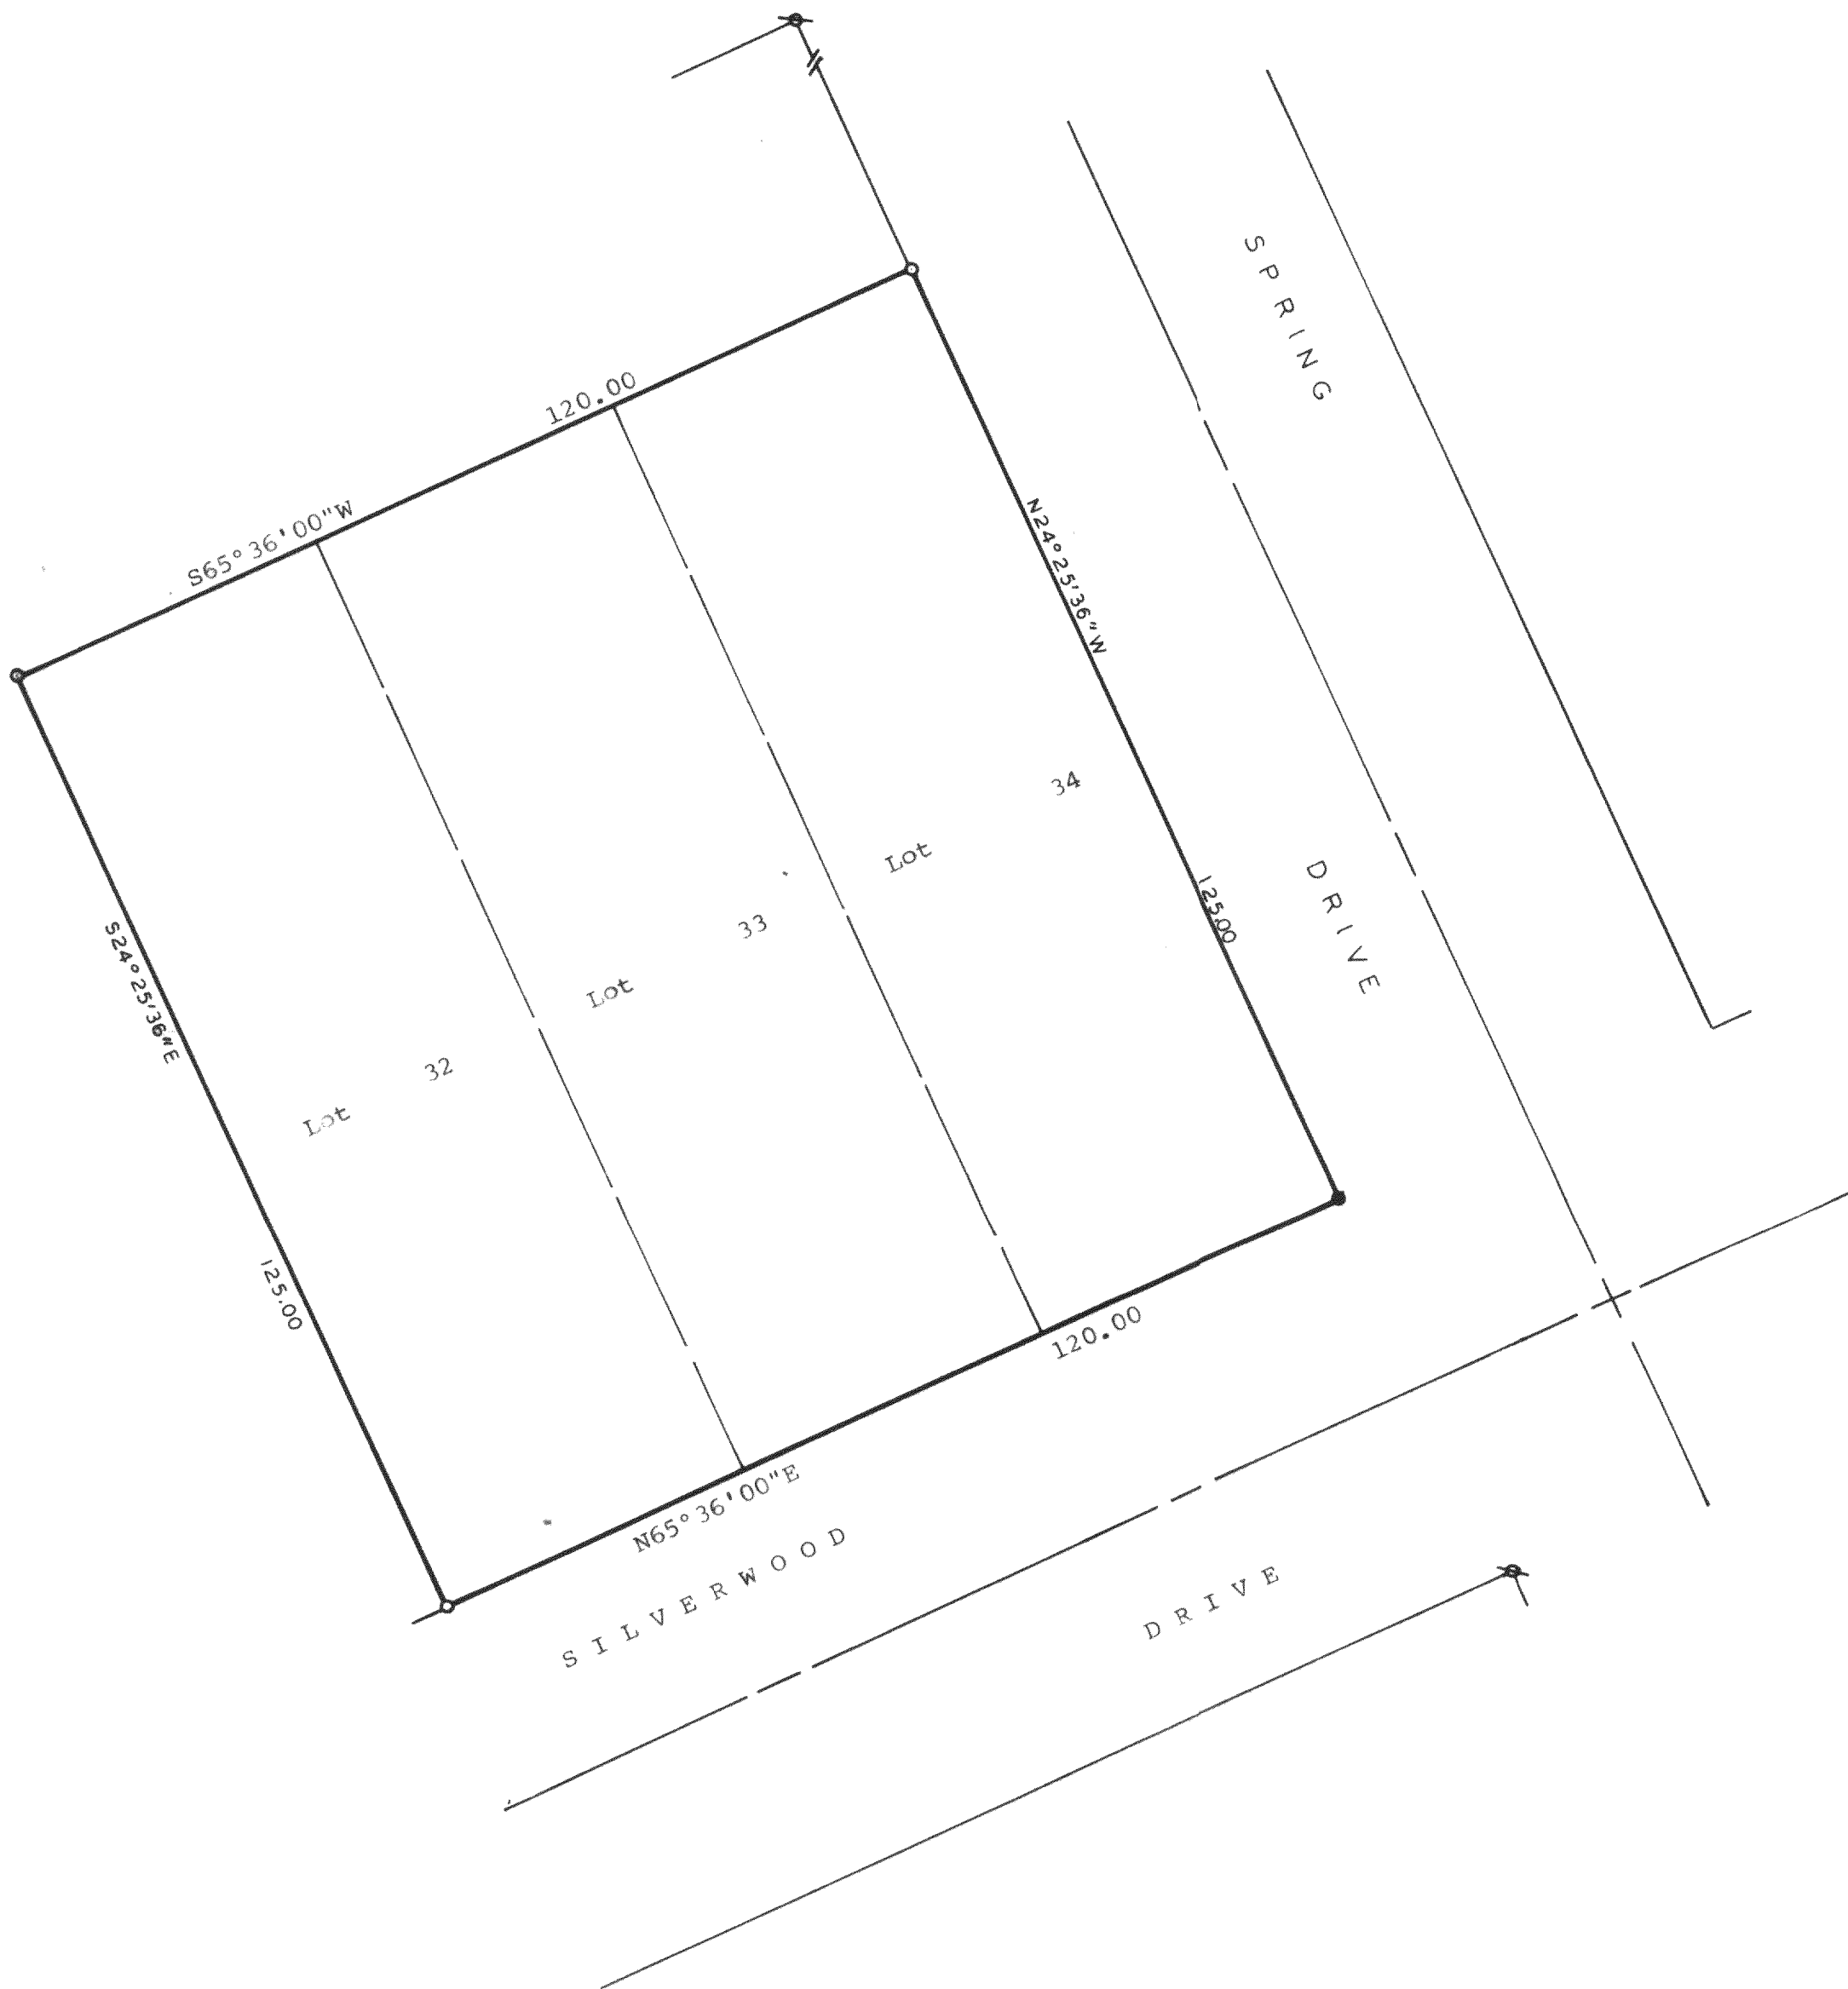 SPRING
120.00
S65°36'00"W
N24°25'36"W
34
Lot
DRIVE
125.00
33
Lot
S24°25'36"E
32
Lot
125.00
120.00
N65°36'00"E
SILVERWOOD
DRIVE